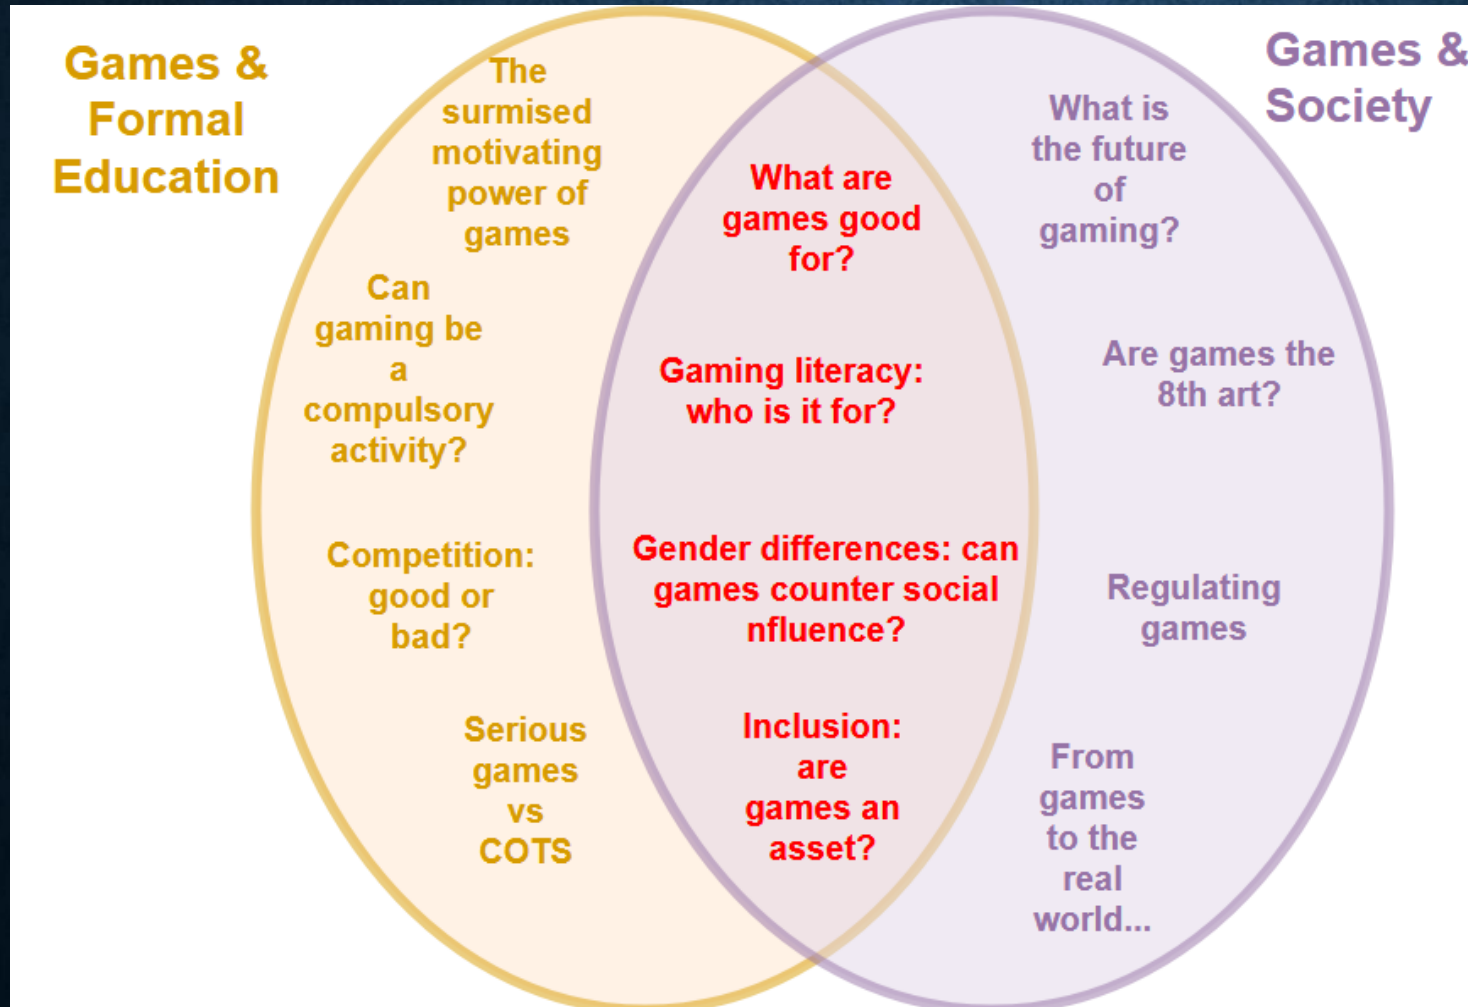 Games &
Formal
Education
The
surmised
motivating
power of
games
Can
gaming be
a
compulsory
activity?
Competition:
good or
bad?
Serious
games
vs
COTS
What are
games good
for?
Gaming literacy:
who is it for?
Gender differences: can
games counter social
nfluence?
Inclusion:
are
games an
asset?
Games &
Society
What is
the future
of
gaming?
Are games the
8th art?
Regulating
games
From
games
to the
real
world...